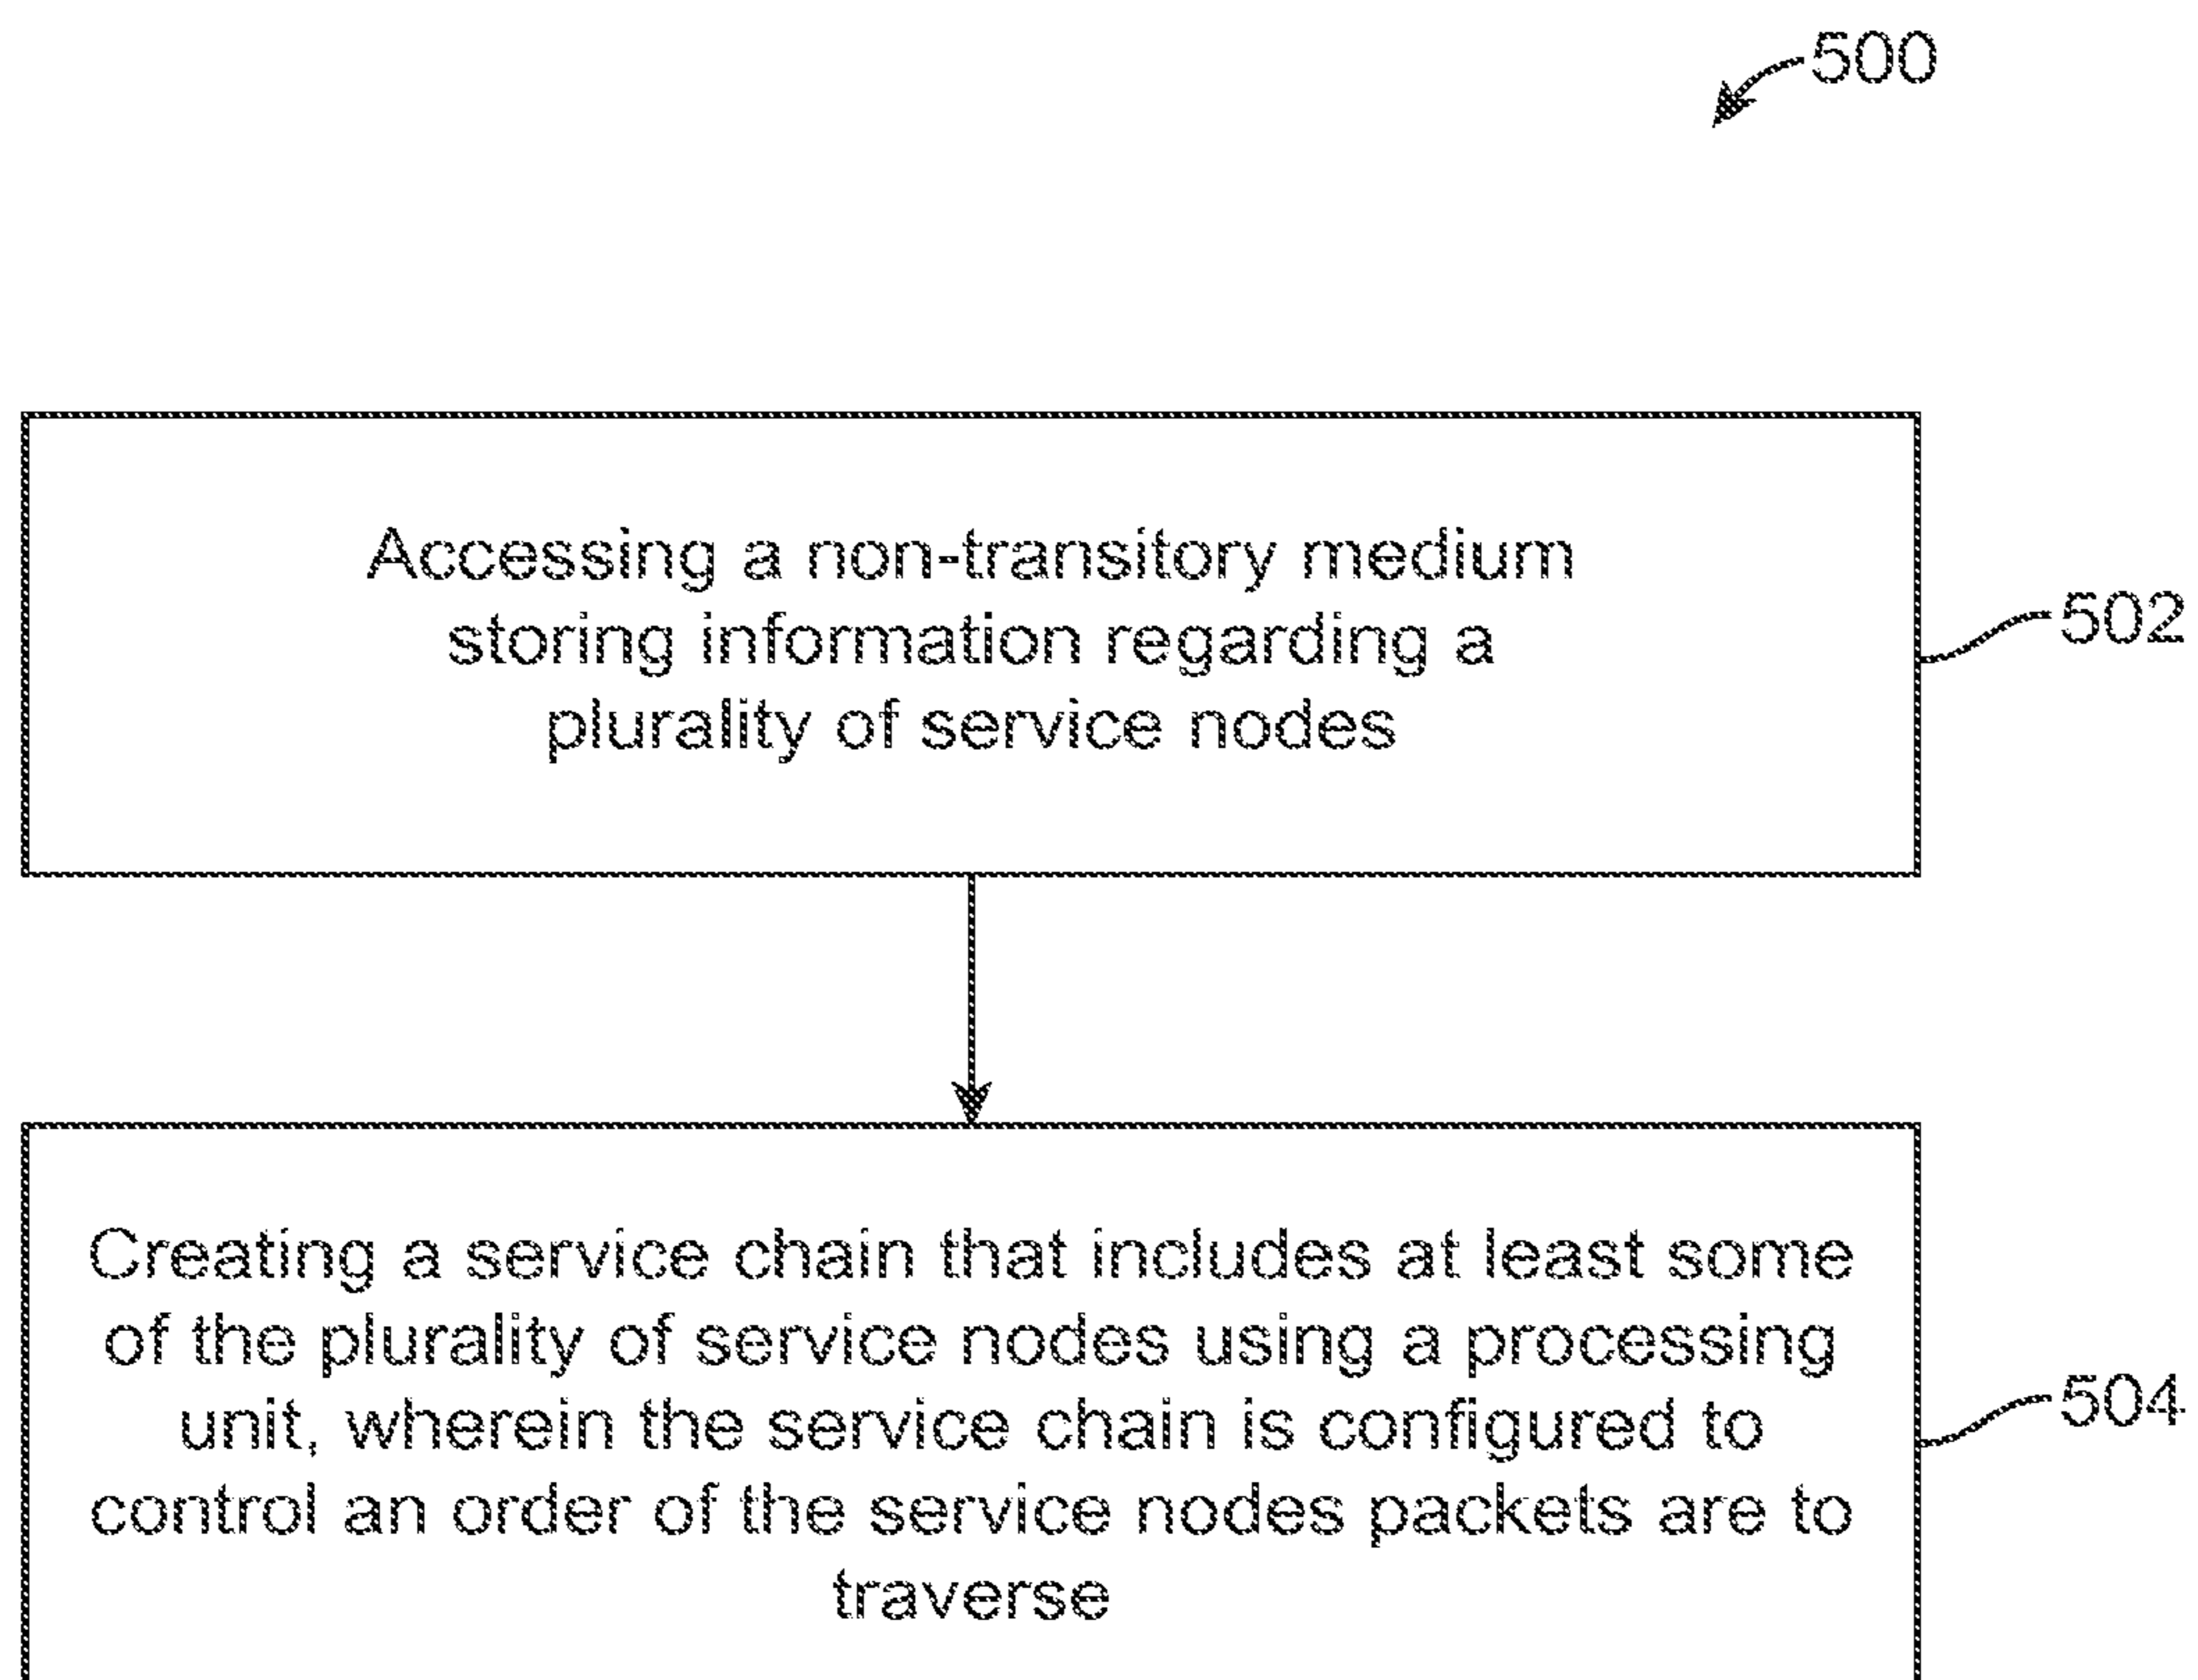 500
Accessing a non-transitory medium
storing information regarding a
plurality of service nodes
502
Creating a service chain that includes at least some
of the plurality of service nodes using a processing
unit, wherein the service chain is configured to
control an order of the service nodes packets are to
traverse
504